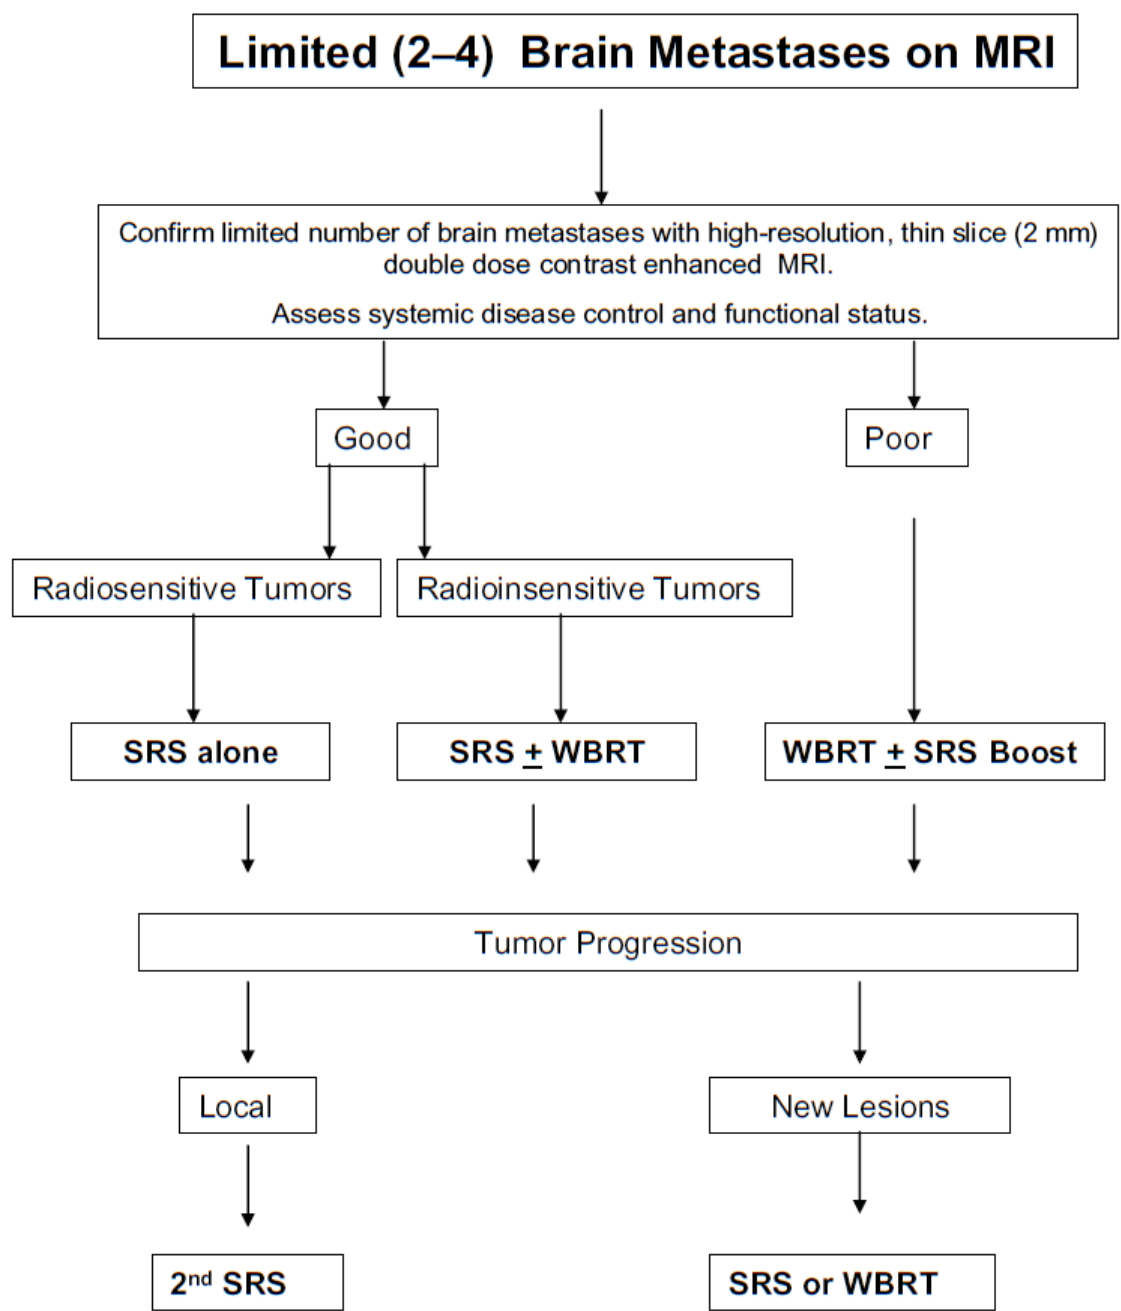 Limited (2–4) Brain Metastases on MRI
Confirm limited number of brain metastases with high-resolution, thin slice (2 mm)
double dose contrast enhanced MRI.
Assess systemic disease control and functional status.
Good
Poor
Radiosensitive Tumors
Radioinsensitive Tumors
SRS alone
SRS ± WBRT
WBRT ± SRS Boost
Tumor Progression
Local
New Lesions
2nd SRS
SRS or WBRT